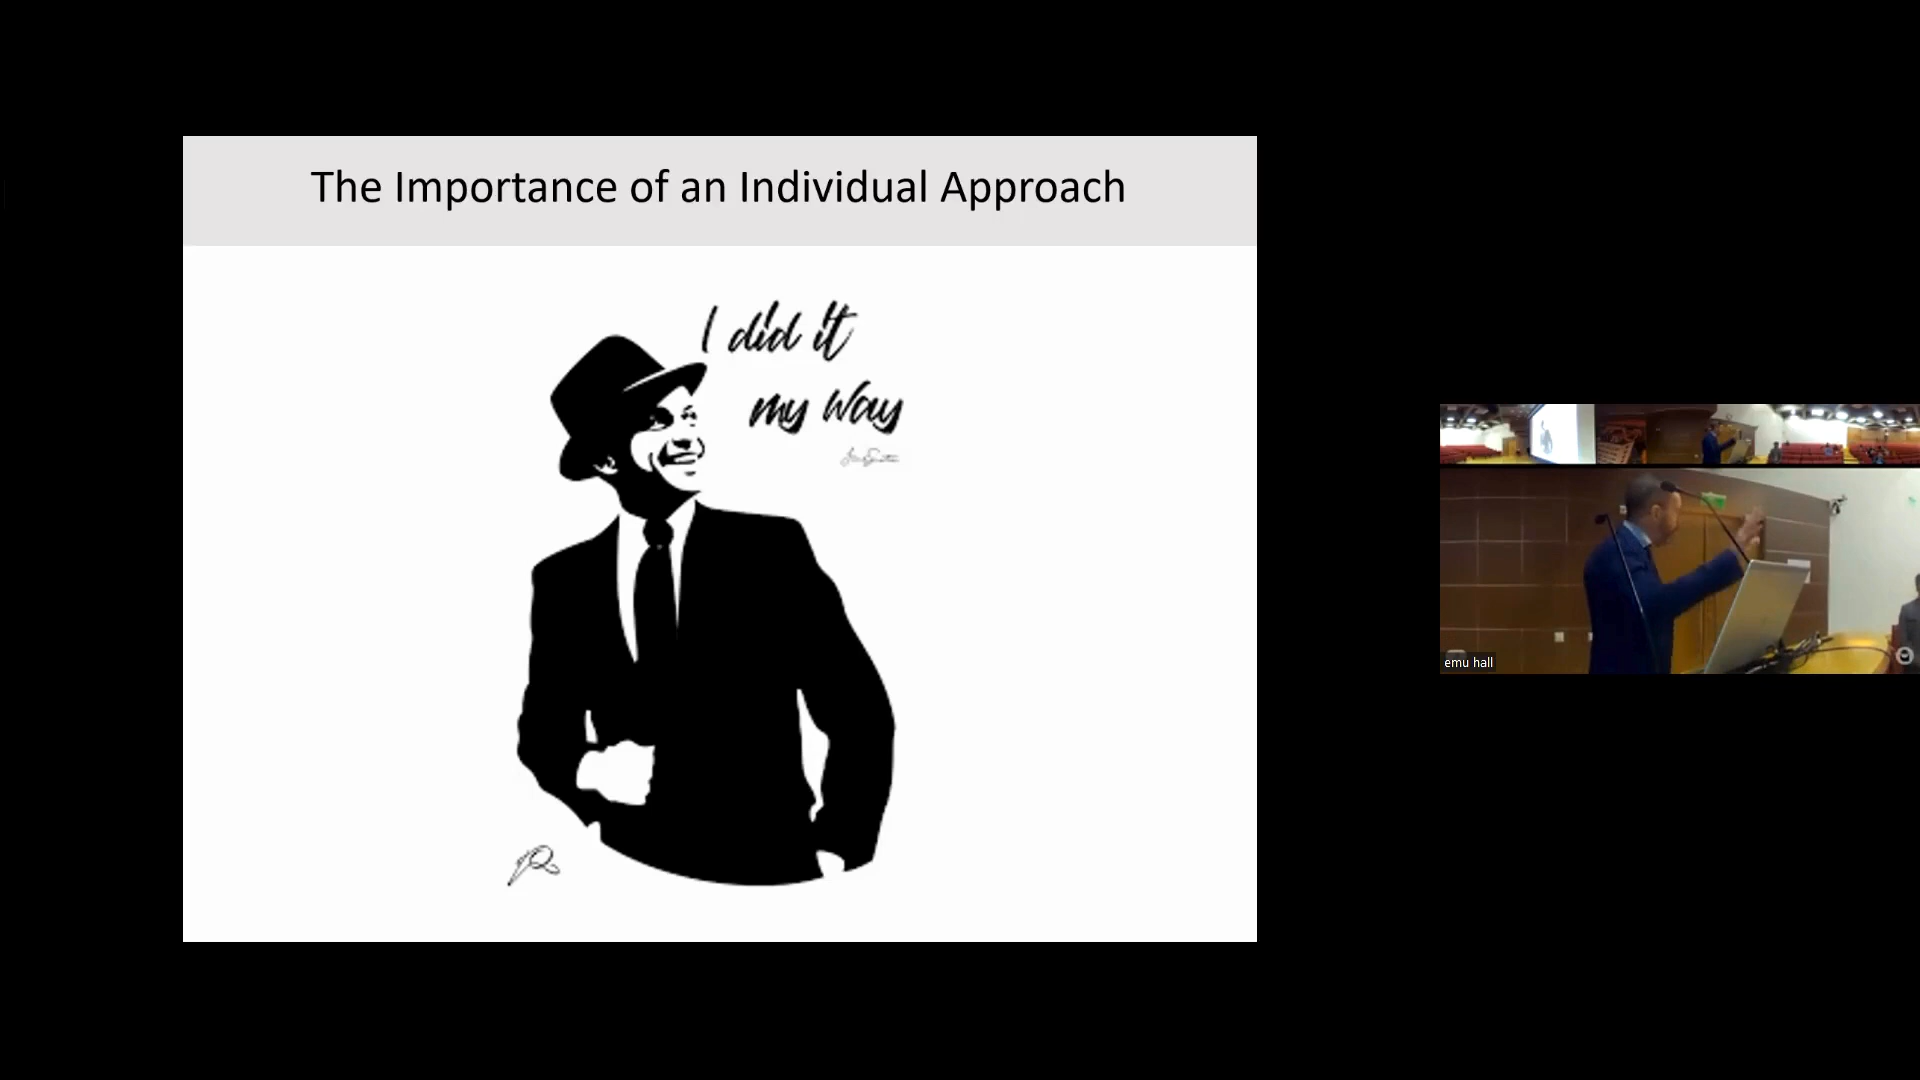 The Importance of an Individual Approach
I did it
my way
emu hall